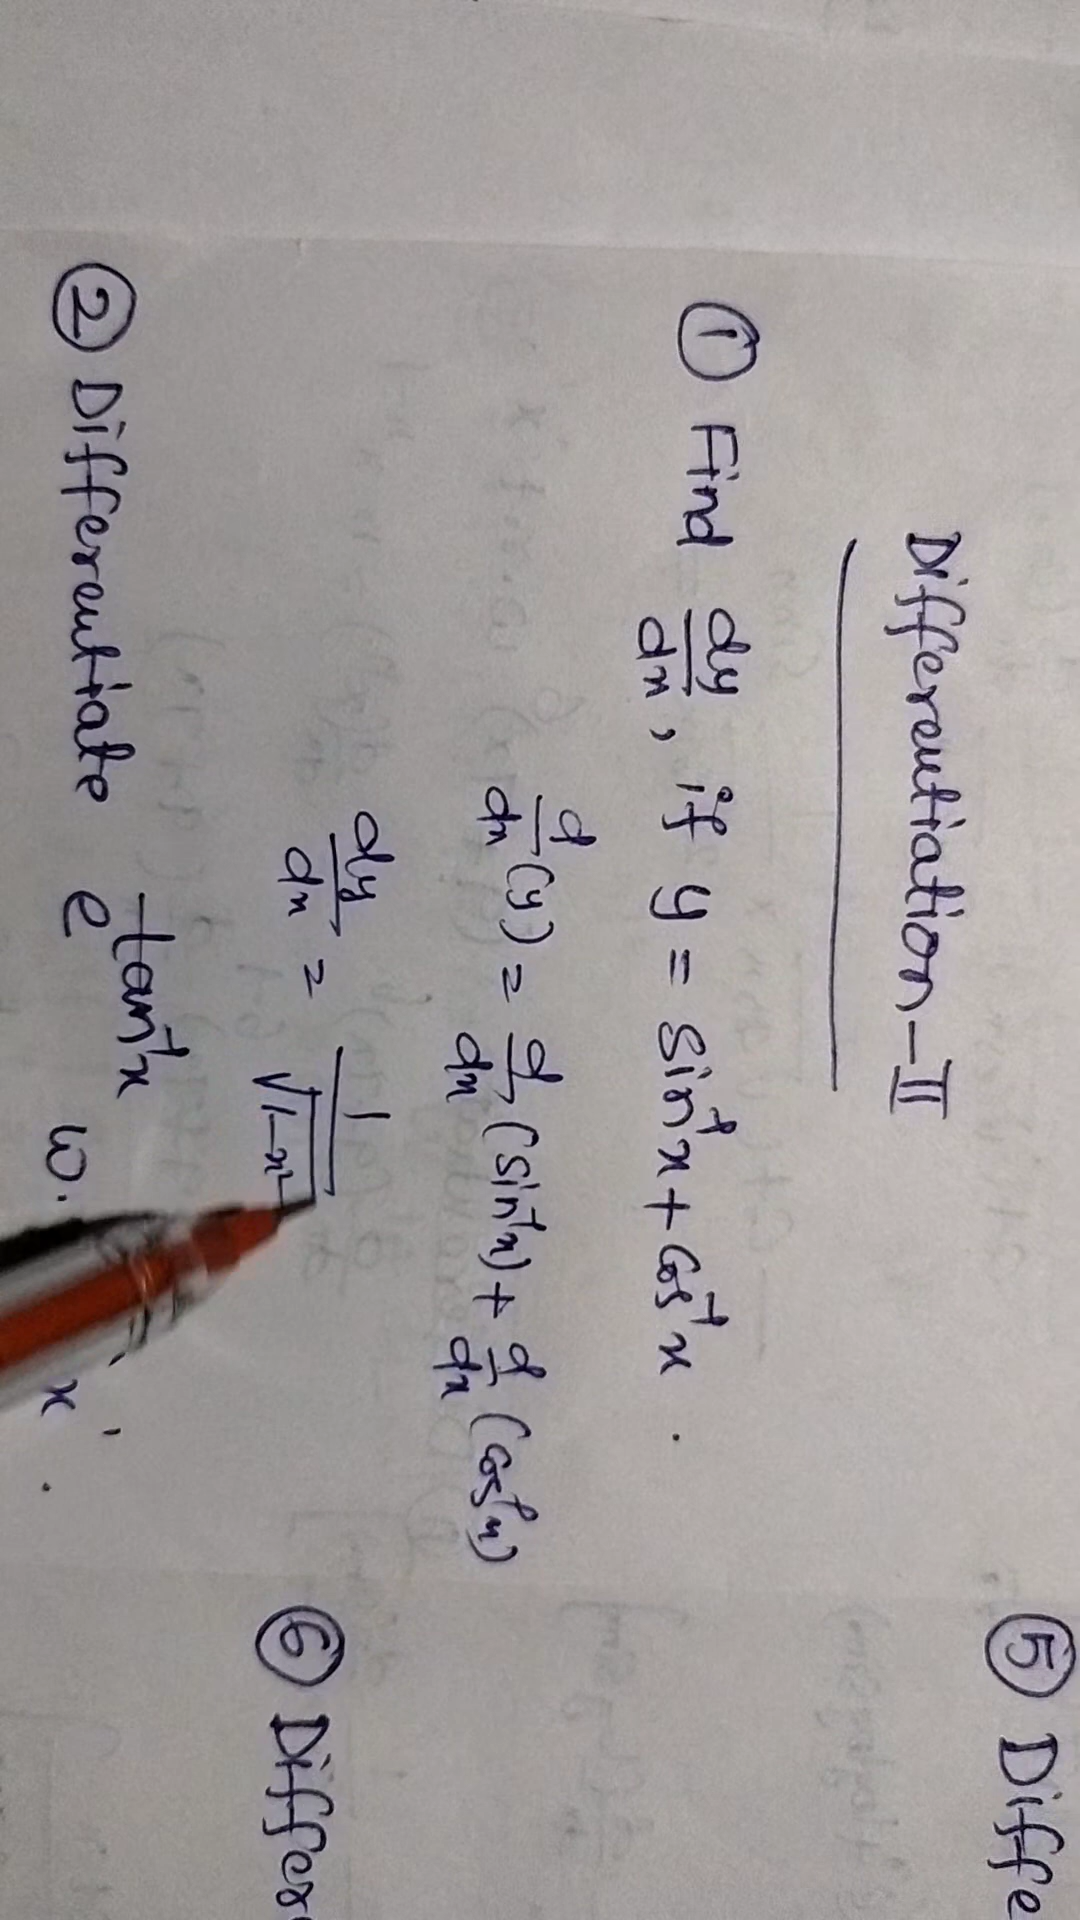 Differentiation-II
① Find dy/dx, if y = sin⁻¹x + cos⁻¹x.
d/dx (y) = d/dx (sin⁻¹x) + d/dx (cos⁻¹x)
dy/dx = 1/√1-x²
② Differentiate e^tan⁻¹x w. x'.
⑤ Diffe
⑥ Differ